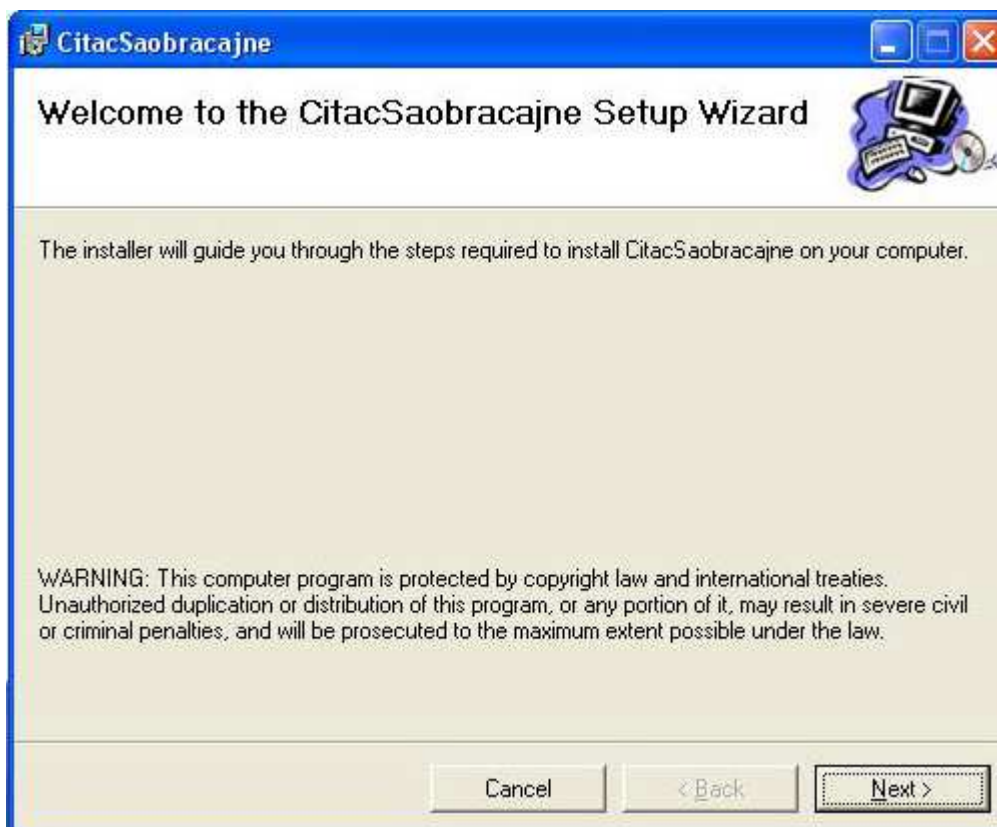 CitacSaobracajne
Welcome to the CitacSaobracajne Setup Wizard
The installer will guide you through the steps required to install CitacSaobracajne on your computer.
WARNING: This computer program is protected by copyright law and international treaties.
Unauthorized duplication or distribution of this program, or any portion of it, may result in severe civil
or criminal penalties, and will be prosecuted to the maximum extent possible under the law.
Cancel < Back Next >